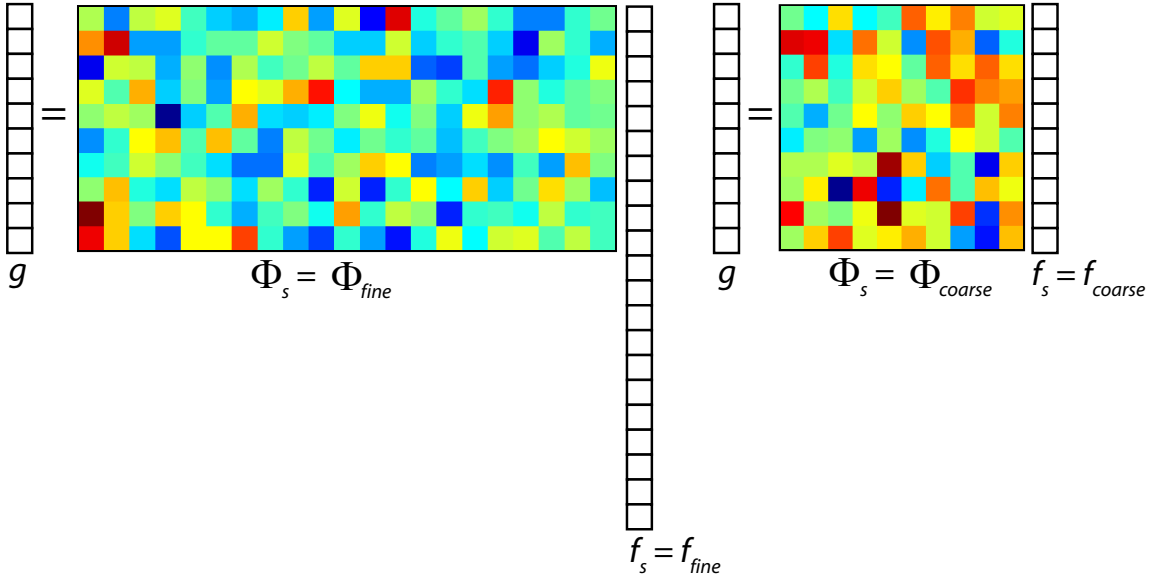 = =
g Φs = Φfine g Φs = Φcoarse fs = fcoarse
fs = ffine